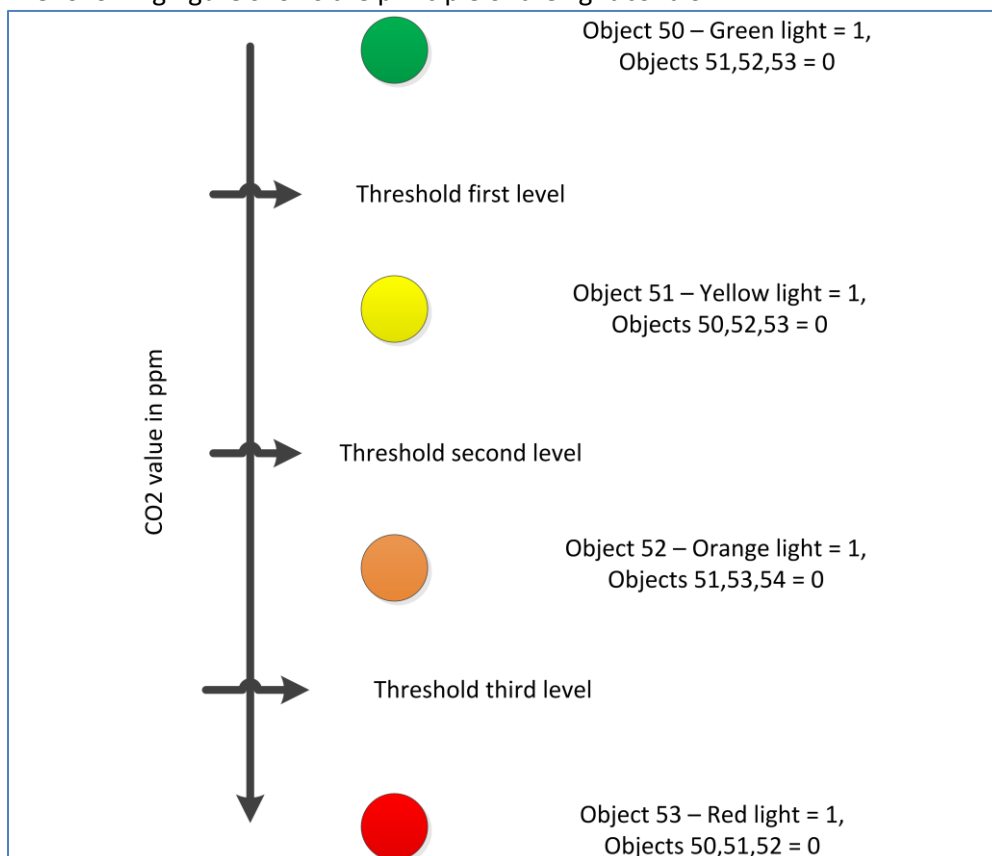 Object 50 – Green light = 1,
Objects 51,52,53 = 0
Threshold first level
Object 51 – Yellow light = 1,
Objects 50,52,53 = 0
CO2 value in ppm
Threshold second level
Object 52 – Orange light = 1,
Objects 51,53,54 = 0
Threshold third level
Object 53 – Red light = 1,
Objects 50,51,52 = 0